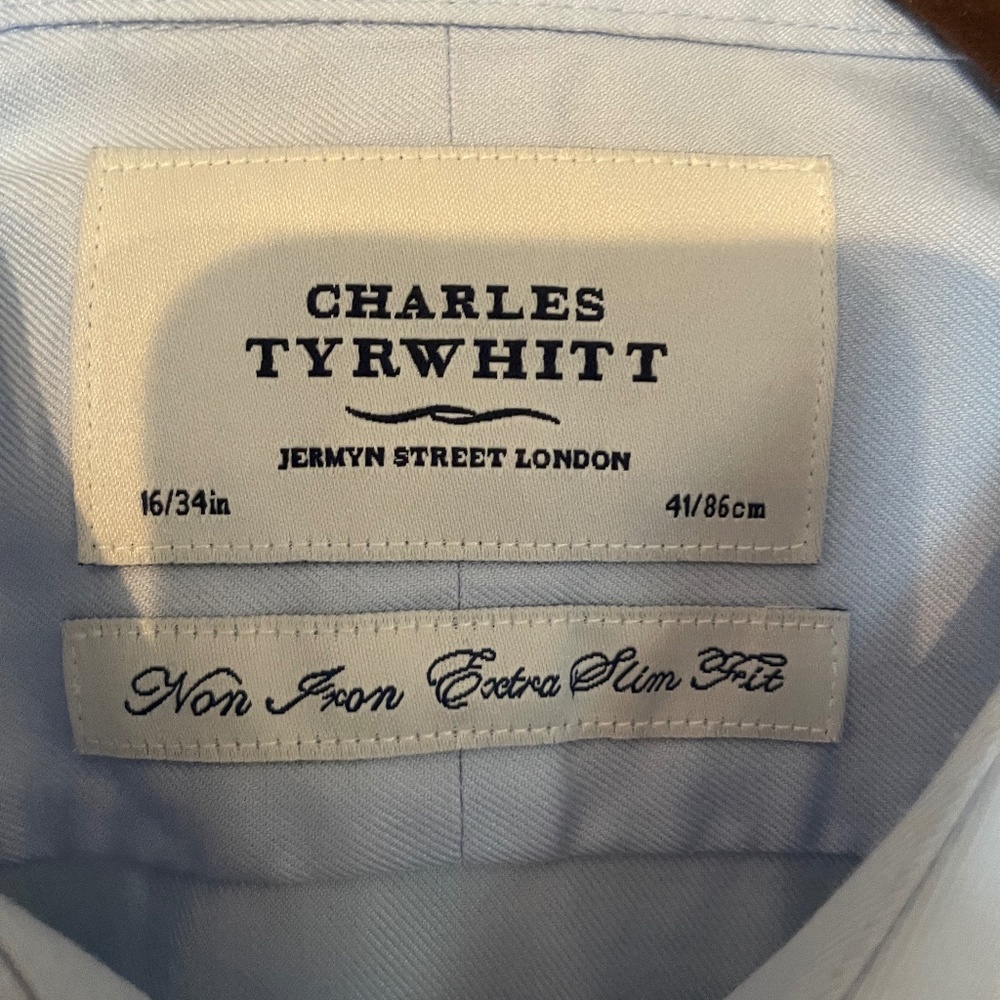 CHARLES
TYRWHITT
JERMYN STREET LONDON
16/34in 41/86cm
Non Iron Extra Slim Fit